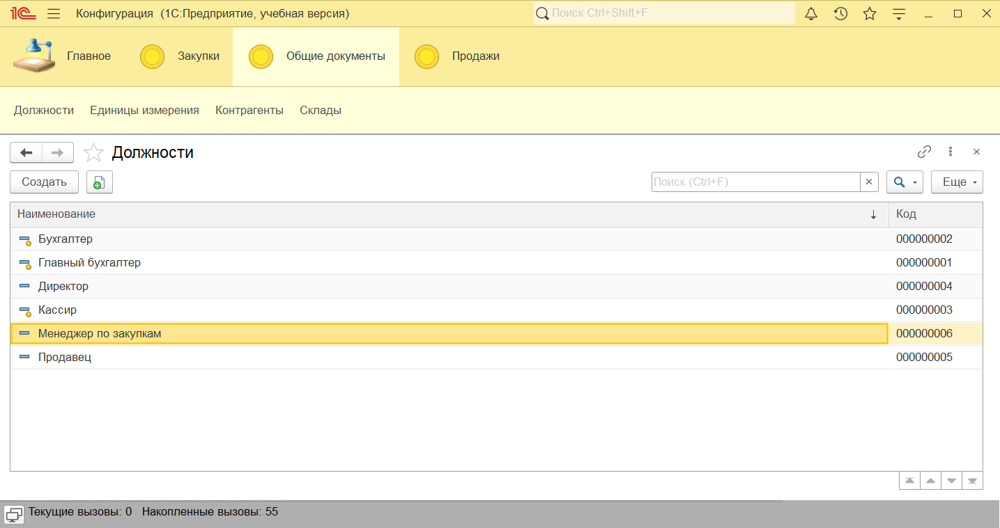 1С Конфигурация (1С:Предприятие, учебная версия) Поиск Ctrl+Shift+F
Главное Закупки Общие документы Продажи
Должности Единицы измерения Контрагенты Склады
Должности
Создать Поиск (Ctrl+F) × Еще
Наименование ↓ Код
Бухгалтер 000000002
Главный бухгалтер 000000001
Директор 000000004
Кассир 000000003
Менеджер по закупкам 000000006
Продавец 000000005
Текущие вызовы: 0 Накопленные вызовы: 55